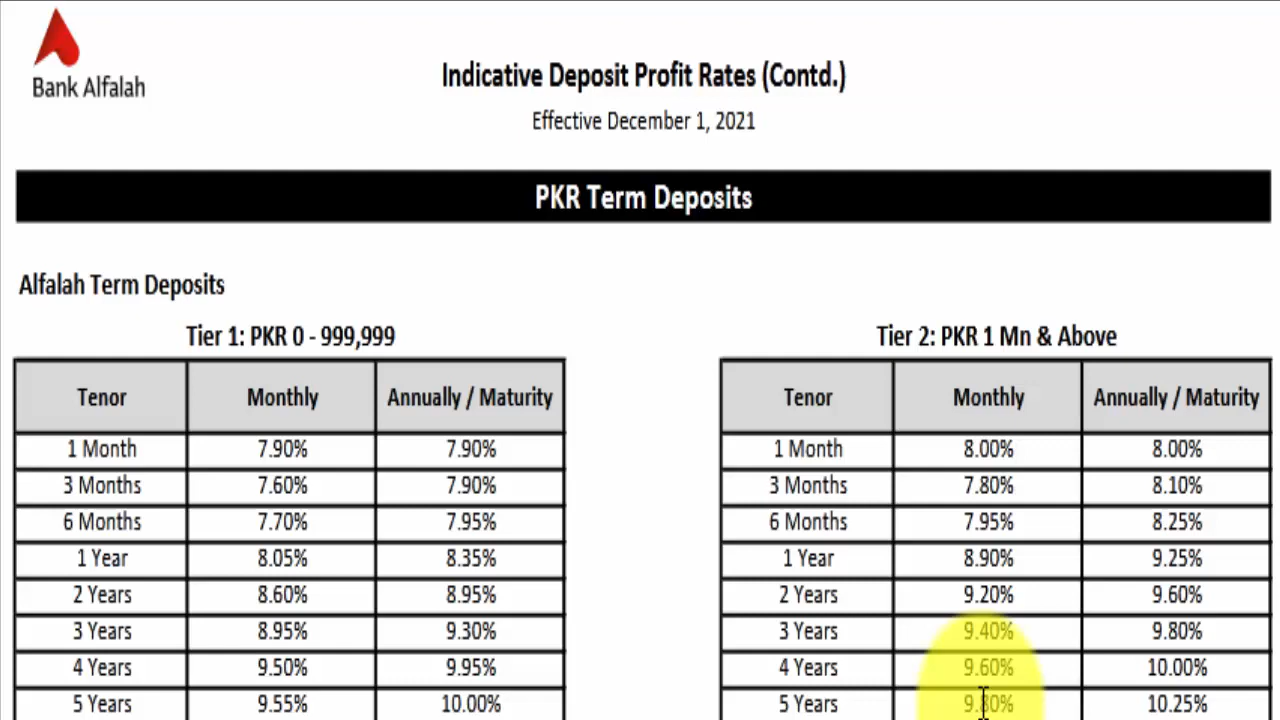 Bank Alfalah
Indicative Deposit Profit Rates (Contd.)
Effective December 1, 2021
PKR Term Deposits
Alfalah Term Deposits
Tier 1: PKR 0 - 999,999
Tenor Monthly Annually / Maturity
1 Month 7.90% 7.90%
3 Months 7.60% 7.90%
6 Months 7.70% 7.95%
1 Year 8.05% 8.35%
2 Years 8.60% 8.95%
3 Years 8.95% 9.30%
4 Years 9.50% 9.95%
5 Years 9.55% 10.00%
Tier 2: PKR 1 Mn & Above
Tenor Monthly Annually / Maturity
1 Month 8.00% 8.00%
3 Months 7.80% 8.10%
6 Months 7.95% 8.25%
1 Year 8.90% 9.25%
2 Years 9.20% 9.60%
3 Years 9.40% 9.80%
4 Years 9.60% 10.00%
5 Years 9.80% 10.25%